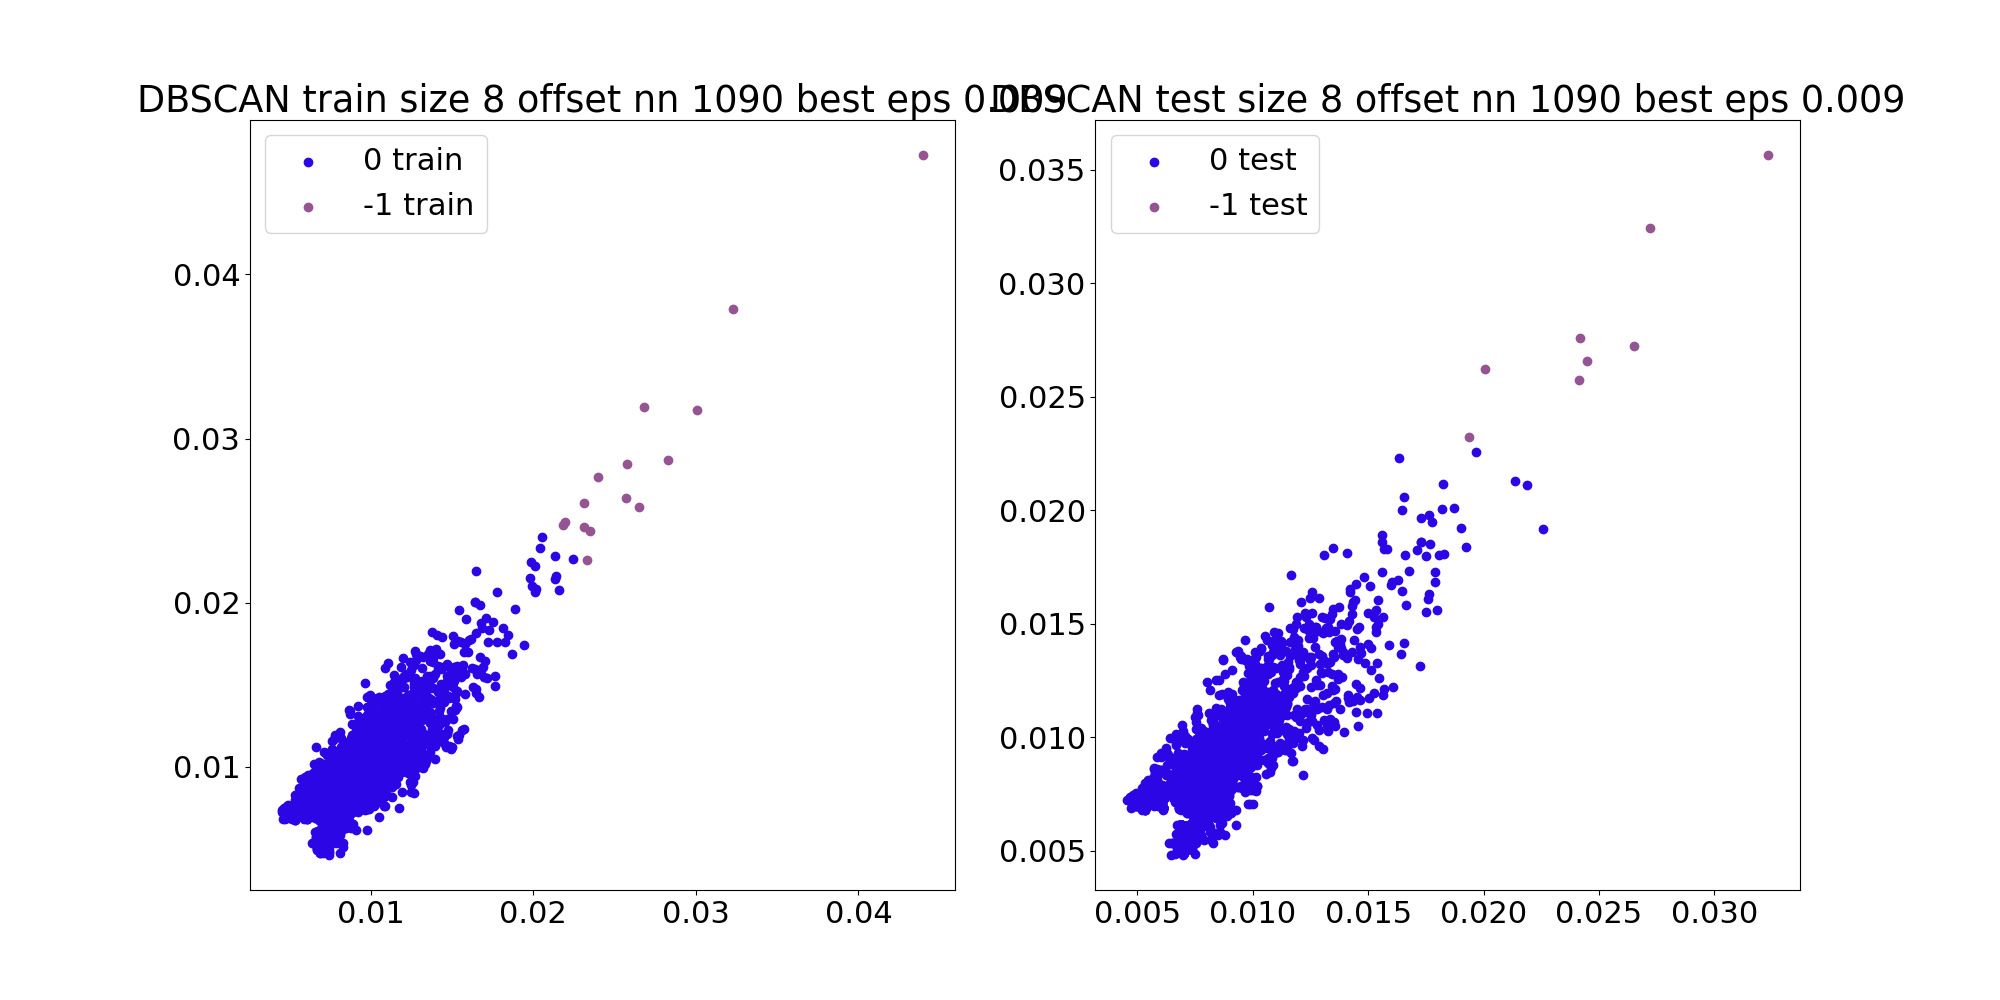 DBSCAN train size 8 offset nn 1090 best eps 0.009
DBSCAN test size 8 offset nn 1090 best eps 0.009
0 train
-1 train
0.04
0.03
0.02
0.01
0.01 0.02 0.03 0.04
0 test
-1 test
0.035
0.030
0.025
0.020
0.015
0.010
0.005
0.005 0.010 0.015 0.020 0.025 0.030